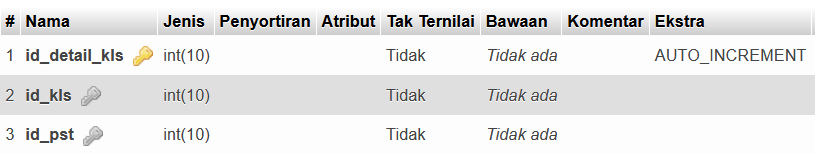 # Nama Jenis Penyortiran Atribut Tak Ternilai Bawaan Komentar Ekstra
1 id_detail_kls int(10) Tidak Tidak ada AUTO_INCREMENT
2 id_kls int(10) Tidak Tidak ada
3 id_pst int(10) Tidak Tidak ada